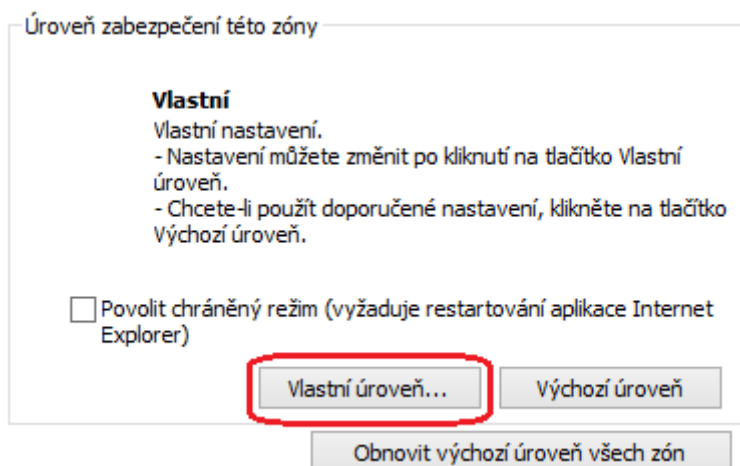 Úroveň zabezpečení této zóny
Vlastní
Vlastní nastavení.
- Nastavení můžete změnit po kliknutí na tlačítko Vlastní
úroveň.
- Chcete-li použít doporučené nastavení, klikněte na tlačítko
Výchozí úroveň.
Povolit chráněný režim (vyžaduje restartování aplikace Internet
Explorer)
Vlastní úroveň... Výchozí úroveň
Obnovit výchozí úroveň všech zón